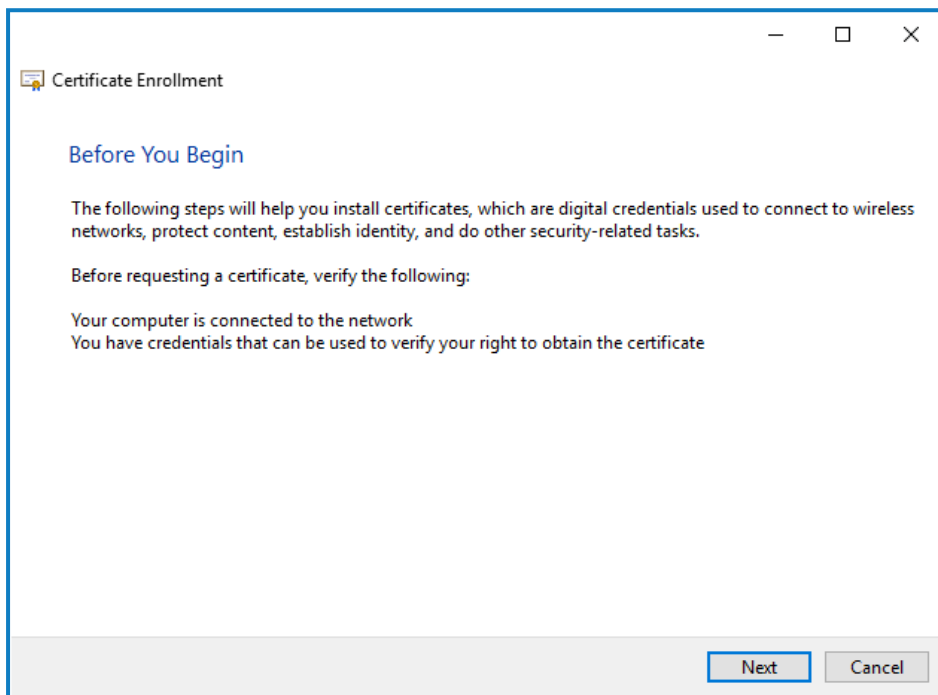 Certificate Enrollment
Before You Begin
The following steps will help you install certificates, which are digital credentials used to connect to wireless
networks, protect content, establish identity, and do other security-related tasks.
Before requesting a certificate, verify the following:
Your computer is connected to the network
You have credentials that can be used to verify your right to obtain the certificate
Next Cancel